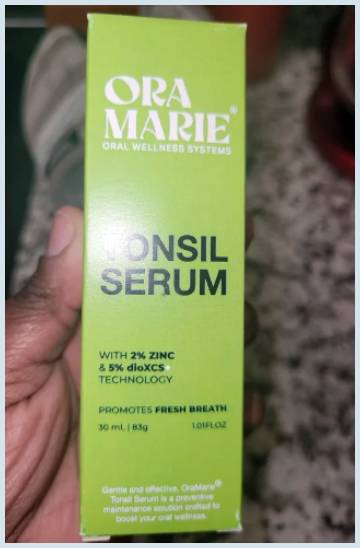 ORA
MARIE®
ORAL WELLNESS SYSTEMS
TONSIL
SERUM
WITH 2% ZINC
& 5% dioXCS+
TECHNOLOGY
PROMOTES FRESH BREATH
30 mL | 83g 1.01FLOZ
Gentle and effective, OraMarie®
Tonsil Serum is a preventive
maintenance solution crafted to
boost your oral wellness.